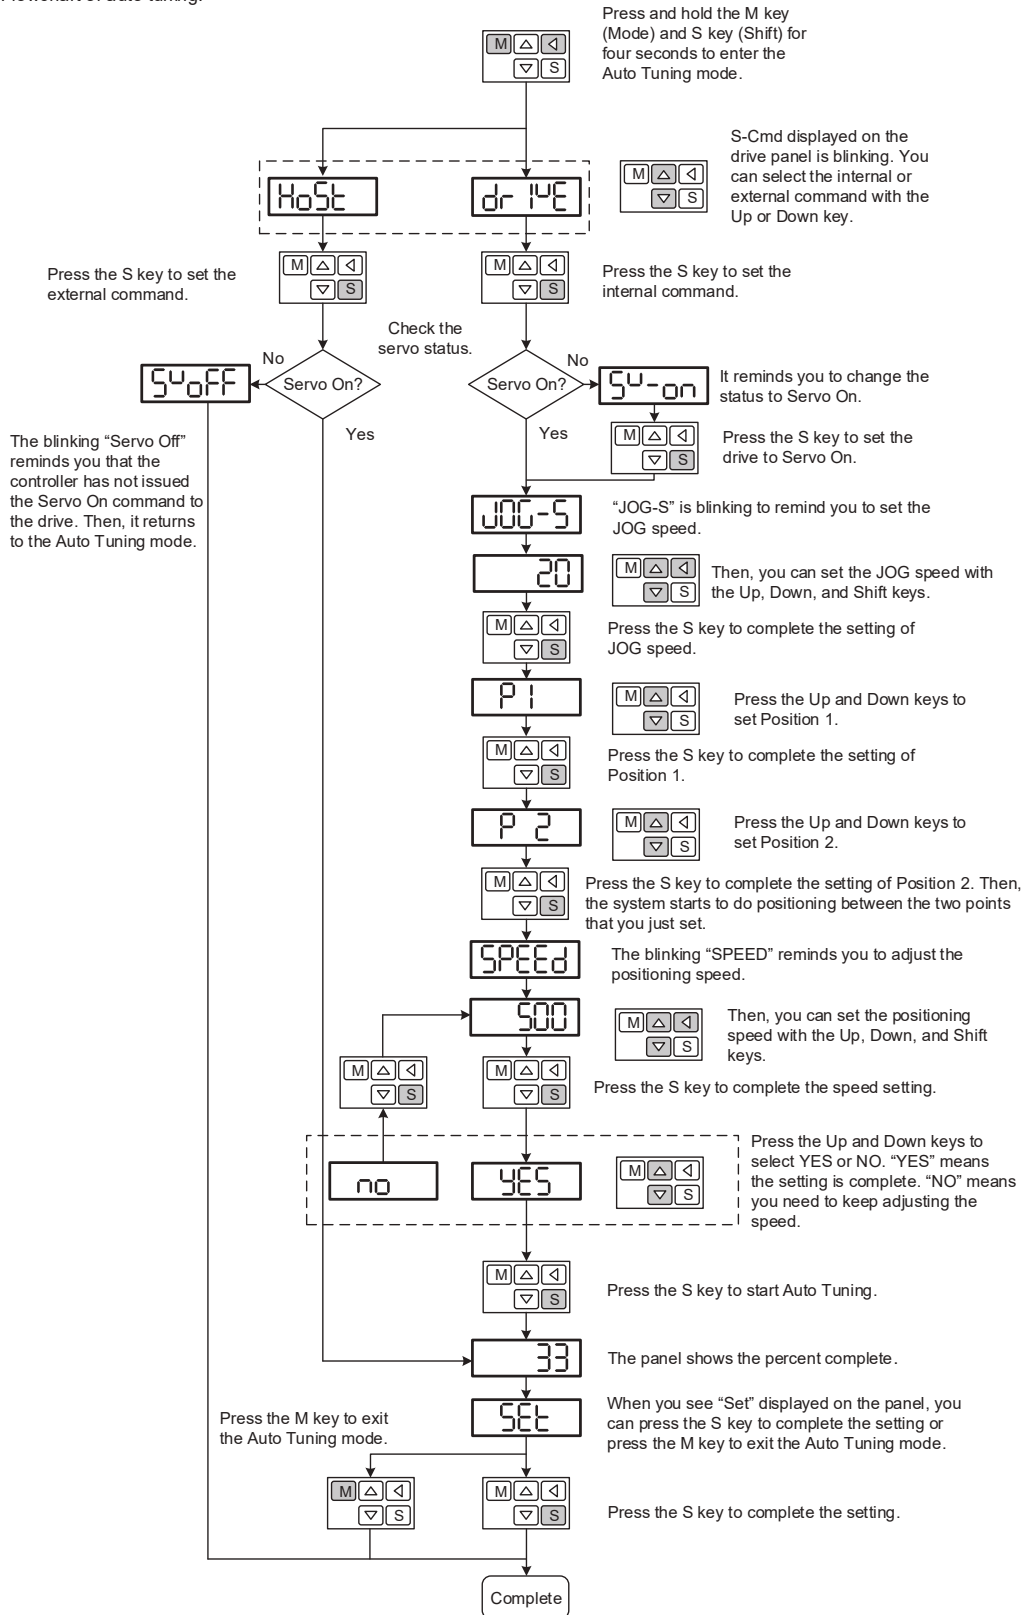 Press and hold the M key
(Mode) and S key (Shift) for
four seconds to enter the
Auto Tuning mode.
M
S
S-Cmd displayed on the
drive panel is blinking. You
can select the internal or
external command with the
Up or Down key.
M
S
HoSt
drIvE
Press the S key to set the
external command.
M
S
M
S
Press the S key to set the
internal command.
Check the
servo status.
No
Servo On?
Yes
SvoFF
The blinking “Servo Off”
reminds you that the
controller has not issued
the Servo On command to
the drive. Then, it returns
to the Auto Tuning mode.
No
Servo On?
Yes
Sv-on
It reminds you to change the
status to Servo On.
M
S
Press the S key to set the
drive to Servo On.
JOG-S
“JOG-S” is blinking to remind you to set the
JOG speed.
20
M
S
Then, you can set the JOG speed with
the Up, Down, and Shift keys.
M
S
Press the S key to complete the setting of
JOG speed.
P1
M
S
Press the Up and Down keys to
set Position 1.
M
S
Press the S key to complete the setting of
Position 1.
P 2
M
S
Press the Up and Down keys to
set Position 2.
M
S
Press the S key to complete the setting of Position 2. Then,
the system starts to do positioning between the two points
that you just set.
SPEEd
The blinking “SPEED” reminds you to adjust the
positioning speed.
500
M
S
Then, you can set the positioning
speed with the Up, Down, and Shift
keys.
M
S
M
S
Press the S key to complete the speed setting.
no
YES
M
S
Press the Up and Down keys to
select YES or NO. “YES” means
the setting is complete. “NO” means
you need to keep adjusting the
speed.
M
S
Press the S key to start Auto Tuning.
33
The panel shows the percent complete.
SEt
When you see “Set” displayed on the panel, you
can press the S key to complete the setting or
press the M key to exit the Auto Tuning mode.
Press the M key to exit
the Auto Tuning mode.
M
S
M
S
Press the S key to complete the setting.
Complete